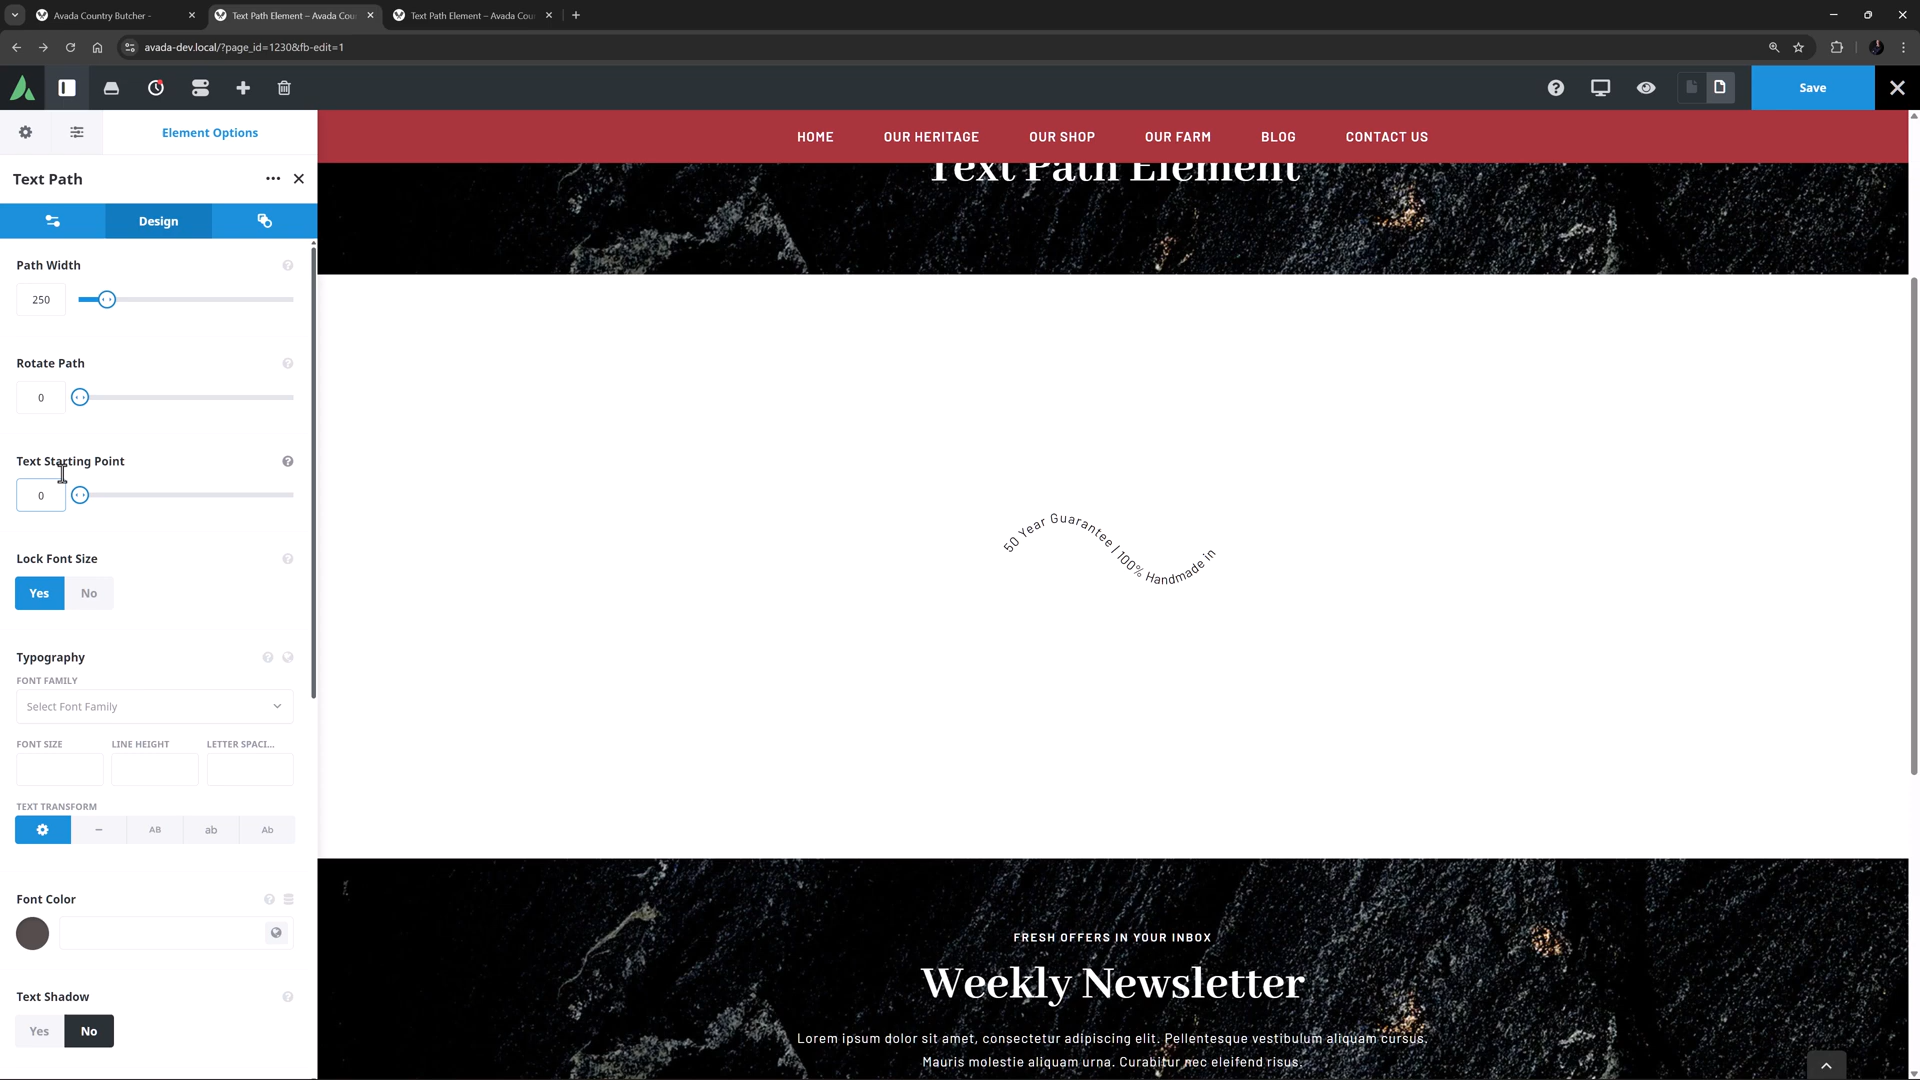 Avada Country Butcher -
Text Path Element – Avada Cou
Text Path Element – Avada Cou
avada-dev.local/?page_id=1230&fb-edit=1
Save
Element Options
Text Path
Design
Path Width
250
Rotate Path
0
Text Starting Point
0
Lock Font Size
Yes No
Typography
FONT FAMILY
Select Font Family
FONT SIZE LINE HEIGHT LETTER SPACI...
TEXT TRANSFORM
– AB ab Ab
Font Color
Text Shadow
Yes No
HOME OUR HERITAGE OUR SHOP OUR FARM BLOG CONTACT US
Text Path Element
50 Year Guarantee | 100% Handmade in
FRESH OFFERS IN YOUR INBOX
Weekly Newsletter
Lorem ipsum dolor sit amet, consectetur adipiscing elit. Pellentesque vestibulum aliquam cursus.
Mauris molestie aliquam urna. Curabitur nec eleifend risus.